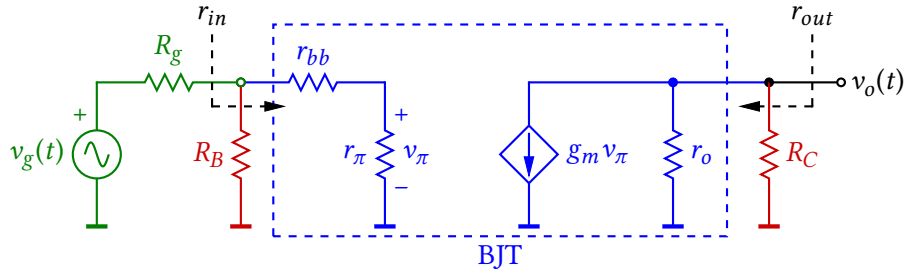 r_in
r_out
R_g
r_bb
v_o(t)
+
+
v_g(t)
R_B
r_π
v_π
g_m v_π
r_o
R_C
−
BJT